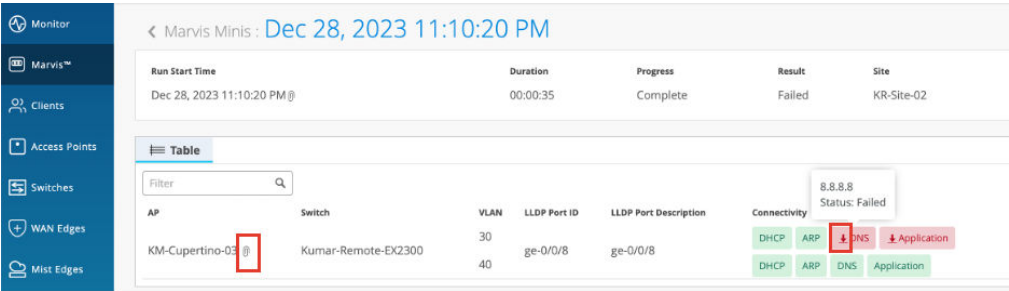 Monitor
Marvis™
Clients
Access Points
Switches
WAN Edges
Mist Edges
< Marvis Minis : Dec 28, 2023 11:10:20 PM
Run Start Time Duration Progress Result Site
Dec 28, 2023 11:10:20 PM 00:00:35 Complete Failed KR-Site-02
Table
Filter
8.8.8.8
Status: Failed
AP Switch VLAN LLDP Port ID LLDP Port Description Connectivity
KM-Cupertino-03 Kumar-Remote-EX2300 30 ge-0/0/8 ge-0/0/8 DHCP ARP DNS Application
40 DHCP ARP DNS Application